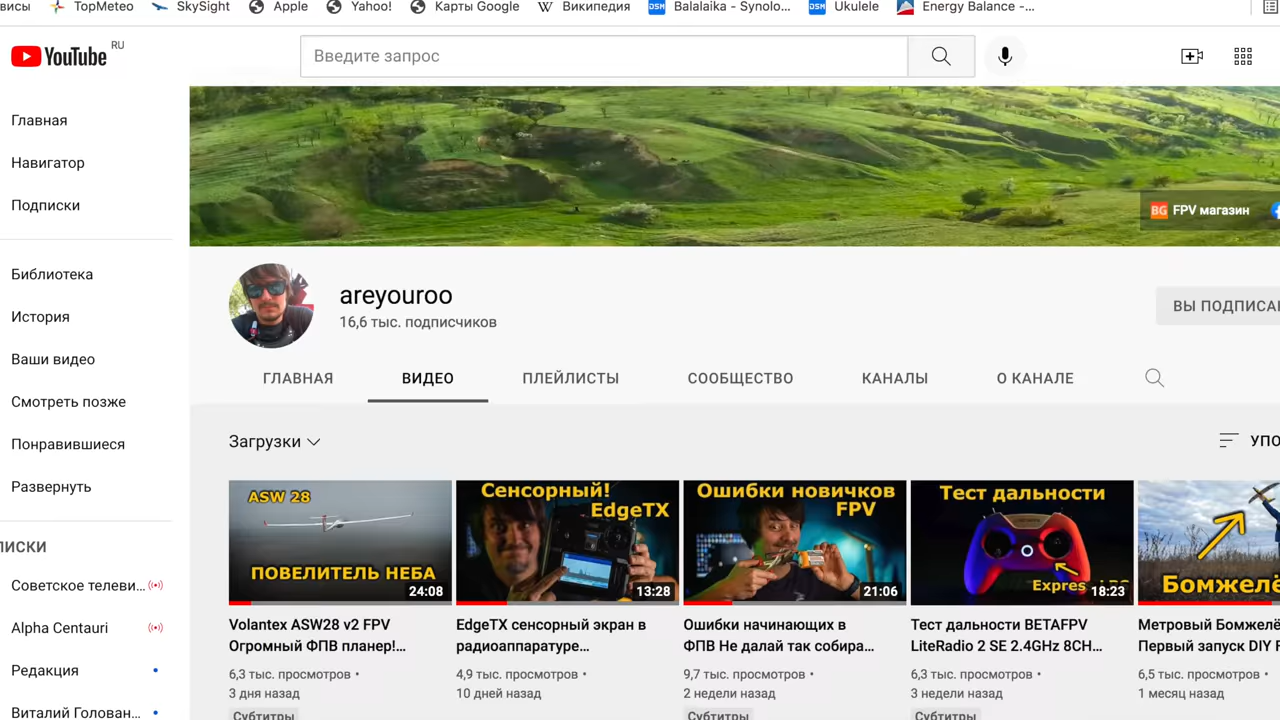 висы TopMeteo SkySight Apple Yahoo! Карты Google Википедия Balalaika - Synolo... Ukulele Energy Balance -...
YouTube RU
Введите запрос
Главная
Навигатор
Подписки
Библиотека
История
Ваши видео
Смотреть позже
Понравившиеся
Развернуть
ПИСКИ
Советское телеви...
Alpha Centauri
Редакция
Виталий Голован...
BG FPV магазин
areyouroo
16,6 тыс. подписчиков
ВЫ ПОДПИСА
ГЛАВНАЯ ВИДЕО ПЛЕЙЛИСТЫ СООБЩЕСТВО КАНАЛЫ О КАНАЛЕ
Загрузки
УПО
ASW 28
ПОВЕЛИТЕЛЬ НЕБА
24:08
Volantex ASW28 v2 FPV
Огромный ФПВ планер!...
6,3 тыс. просмотров •
3 дня назад
Субтитры
Сенсорный!
EdgeTX
13:28
EdgeTX сенсорный экран в
радиоаппаратуре...
4,9 тыс. просмотров •
10 дней назад
Ошибки новичков
FPV
21:06
Ошибки начинающих в
ФПВ Не далай так собира...
9,7 тыс. просмотров •
2 недели назад
Субтитры
Тест дальности
Expres
18:23
Тест дальности BETAFPV
LiteRadio 2 SE 2.4GHz 8CH...
6,3 тыс. просмотров •
3 недели назад
Субтитры
Бомжелё
Метровый Бомжелё
Первый запуск DIY F
6,5 тыс. просмотров •
1 месяц назад